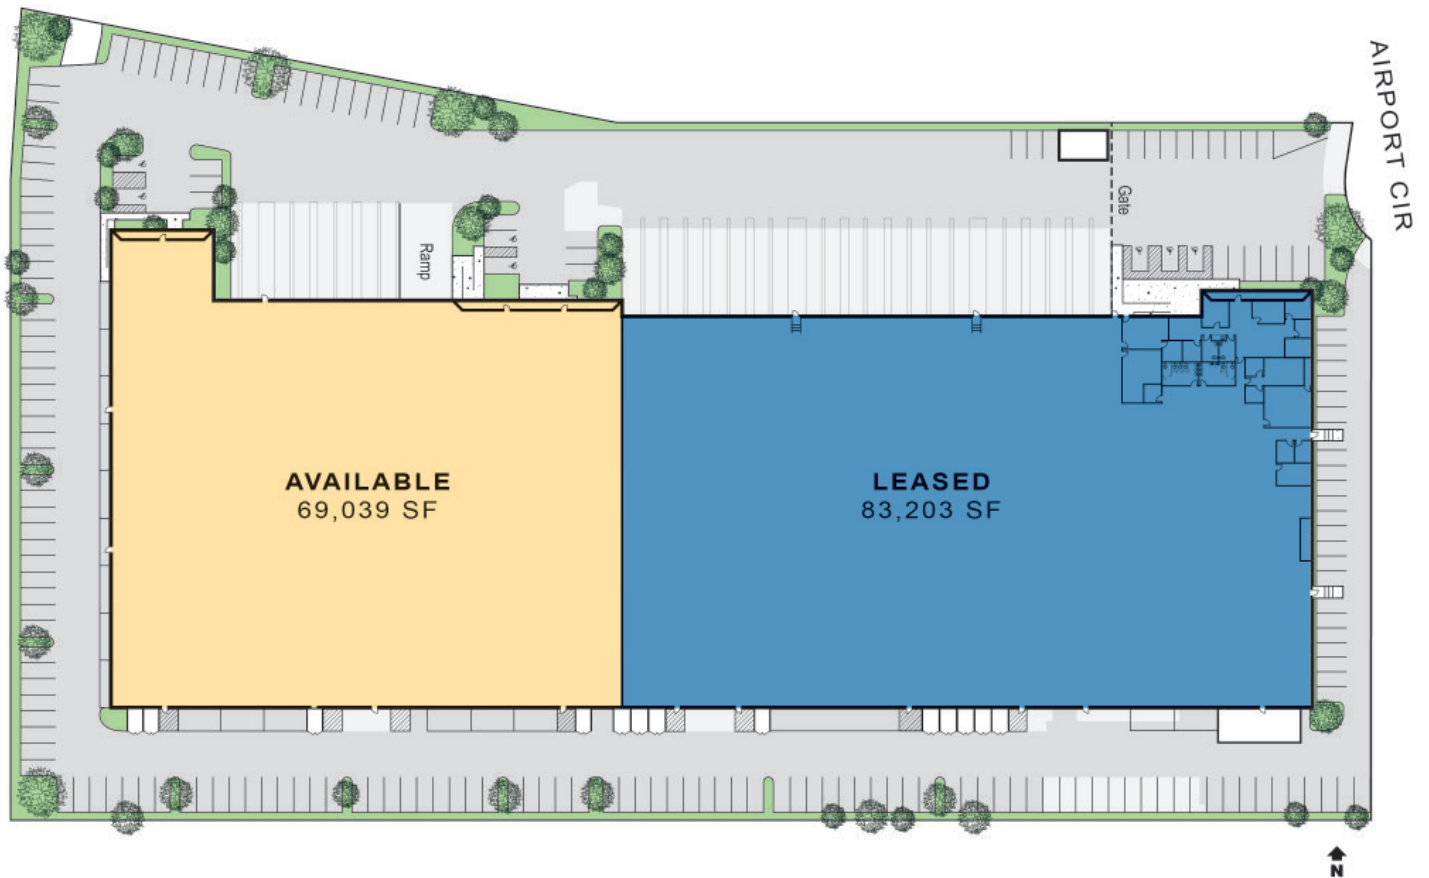 AIRPORT CIR
Gate
Ramp
AVAILABLE
69,039 SF
LEASED
83,203 SF
N